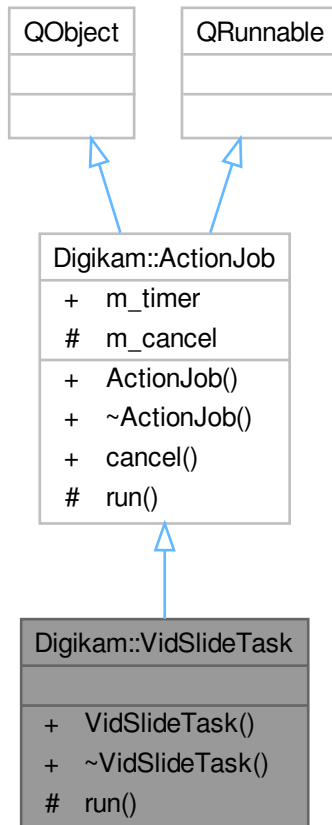 QObject
QRunnable
Digikam::ActionJob
+ m_timer
# m_cancel
+ ActionJob()
+ ~ActionJob()
+ cancel()
# run()
Digikam::VidSlideTask
+ VidSlideTask()
+ ~VidSlideTask()
# run()